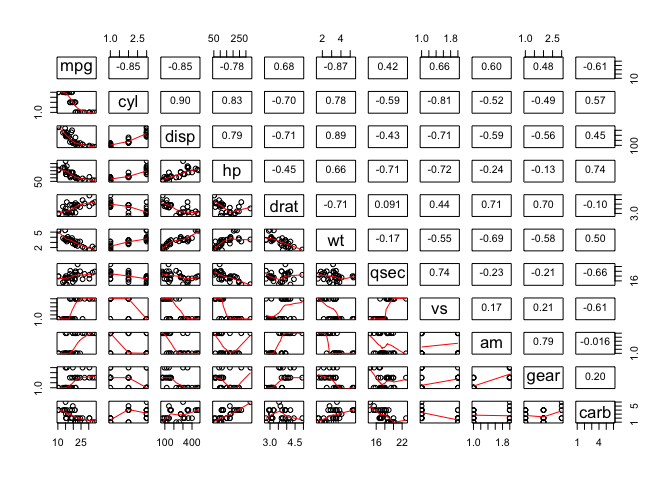 1.0 2.5 50 250 2 4 1.0 1.8 1.0 2.5
mpg -0.85 -0.85 -0.78 0.68 -0.87 0.42 0.66 0.60 0.48 -0.61 10
1.0 cyl 0.90 0.83 -0.70 0.78 -0.59 -0.81 -0.52 -0.49 0.57
disp 0.79 -0.71 0.89 -0.43 -0.71 -0.59 -0.56 0.45 100
50 hp -0.45 0.66 -0.71 -0.72 -0.24 -0.13 0.74
drat -0.71 0.091 0.44 0.71 0.70 -0.10 3.0
2 5 wt -0.17 -0.55 -0.69 -0.58 0.50
qsec 0.74 -0.23 -0.21 -0.66 16
1.0 vs 0.17 0.21 -0.61
am 0.79 -0.016 1.0
1.0 gear 0.20
carb 1 5
10 25 100 400 3.0 4.5 16 22 1.0 1.8 1 4